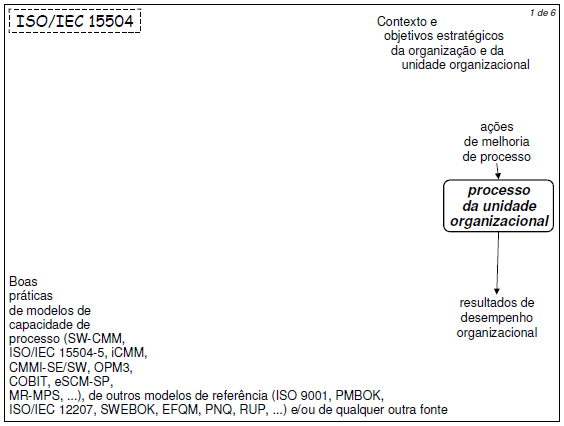 ISO/IEC 15504
1 de 6
Contexto e
objetivos estratégicos
da organização e da
unidade organizacional
ações
de melhoria
de processo
processo
da unidade
organizacional
resultados de
desempenho
organizacional
Boas
práticas
de modelos de
capacidade de
processo (SW-CMM,
ISO/IEC 15504-5, iCMM,
CMMI-SE/SW, OPM3,
COBIT, eSCM-SP,
MR-MPS, ...), de outros modelos de referência (ISO 9001, PMBOK,
ISO/IEC 12207, SWEBOK, EFQM, PNQ, RUP, ...) e/ou de qualquer outra fonte